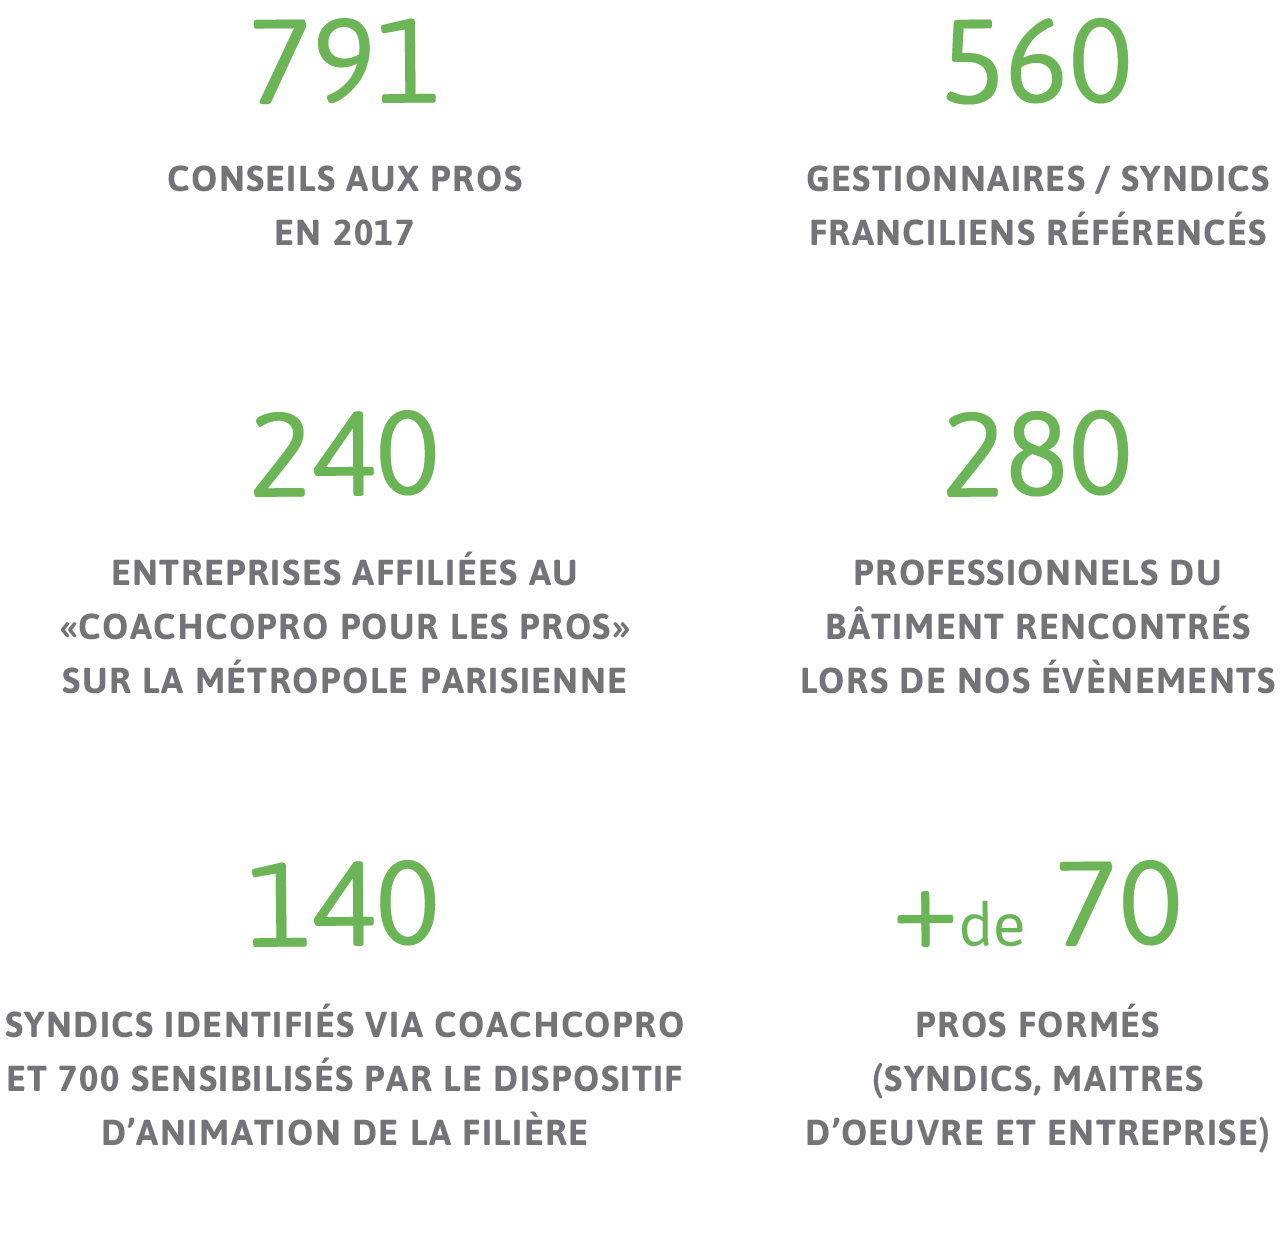 791
CONSEILS AUX PROS
EN 2017
560
GESTIONNAIRES / SYNDICS
FRANCILIENS RÉFÉRENCÉS
240
ENTREPRISES AFFILIÉES AU
«COACHCOPRO POUR LES PROS»
SUR LA MÉTROPOLE PARISIENNE
280
PROFESSIONNELS DU
BÂTIMENT RENCONTRÉS
LORS DE NOS ÉVÈNEMENTS
140
SYNDICS IDENTIFIÉS VIA COACHCOPRO
ET 700 SENSIBILISÉS PAR LE DISPOSITIF
D’ANIMATION DE LA FILIÈRE
+de 70
PROS FORMÉS
(SYNDICS, MAITRES
D’OEUVRE ET ENTREPRISE)